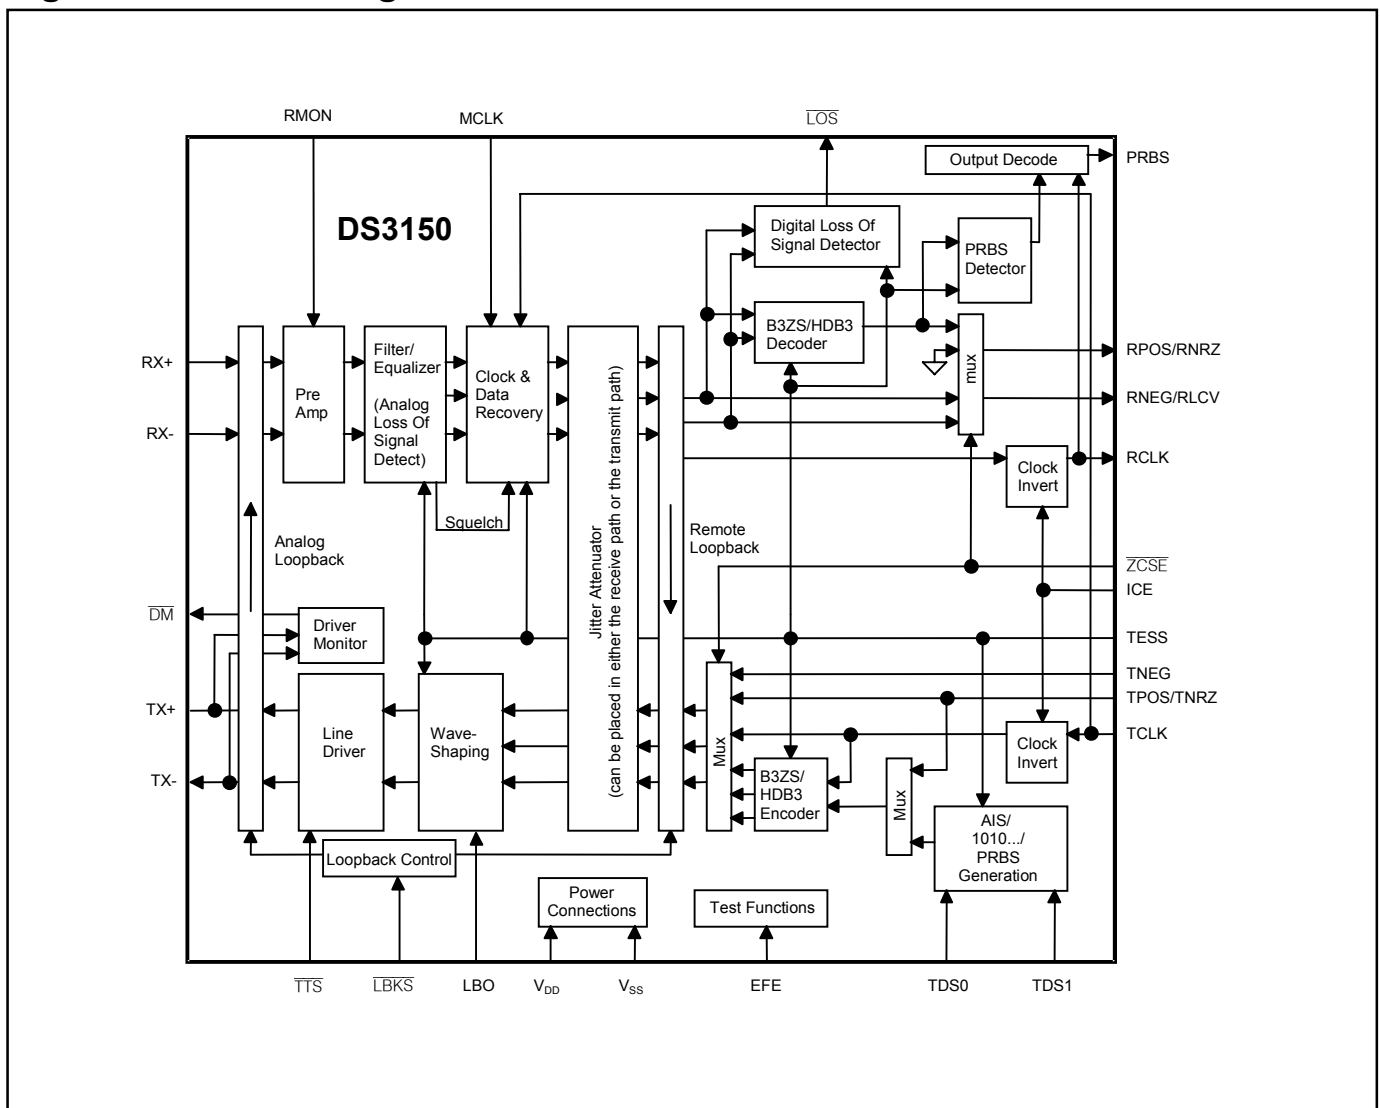 RMON
MCLK
LOS
DS3150
Output Decode
PRBS
Digital Loss Of
Signal Detector
PRBS
Detector
B3ZS/HDB3
Decoder
mux
RX+
RX-
Pre
Amp
Filter/
Equalizer
(Analog
Loss Of
Signal
Detect)
Clock &
Data
Recovery
Squelch
Jitter Attenuator
(can be placed in either the receive path or the transmit path)
RPOS/RNRZ
RNEG/RLCV
RCLK
Clock
Invert
Analog
Loopback
Remote
Loopback
ZCSE
ICE
TESS
TNEG
TPOS/TNRZ
TCLK
DM
Driver
Monitor
TX+
TX-
Line
Driver
Wave-
Shaping
Mux
B3ZS/
HDB3
Encoder
Mux
Clock
Invert
AIS/
1010.../
PRBS
Generation
Loopback Control
Power
Connections
Test Functions
TTS
LBKS
LBO
VDD
VSS
EFE
TDS0
TDS1